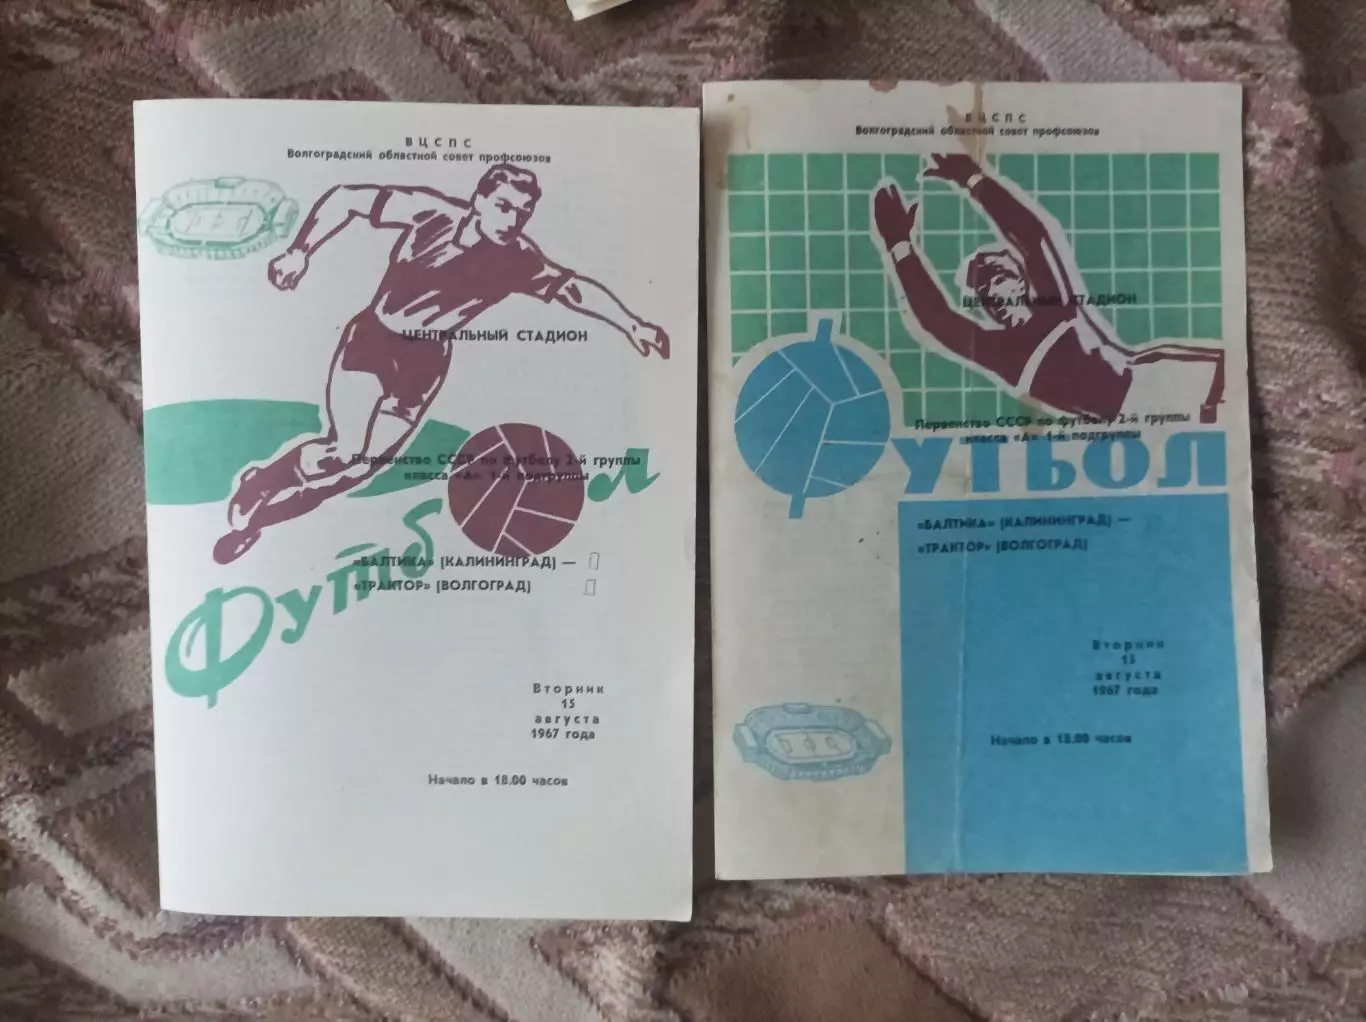 ВЦСПС
Волгоградский областной совет профсоюзов
ЦЕНТРАЛЬНЫЙ СТАДИОН
Первенство СССР по футболу 2-й группы
класса «А» 1-й подгруппы
Футбол
«БАЛТИКА» (КАЛИНИНГРАД) —
«ТРАКТОР» (ВОЛГОГРАД)
Вторник
15
августа
1967 года
Начало в 18.00 часов
ВЦСПС
Волгоградский областной совет профсоюзов
ЦЕНТРАЛЬНЫЙ СТАДИОН
Первенство СССР по футболу 2-й группы
класса «А» 1-й подгруппы
ФУТБОЛ
«БАЛТИКА» (КАЛИНИНГРАД) —
«ТРАКТОР» (ВОЛГОГРАД)
Вторник
15
августа
1967 года
Начало в 18.00 часов